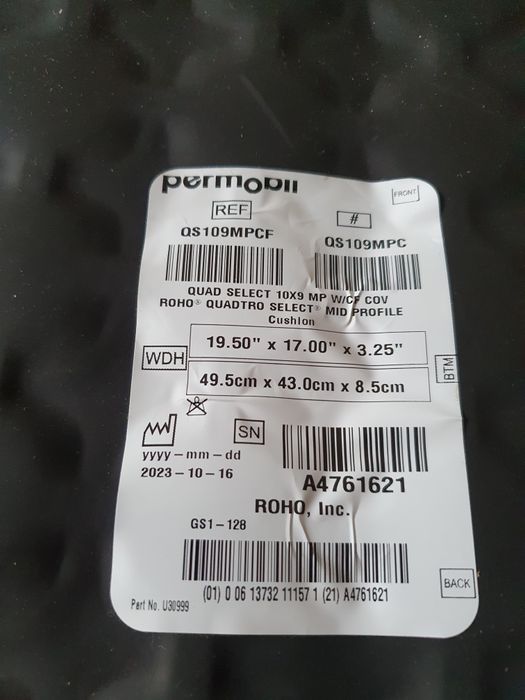 permobil
FRONT
REF
#
QS109MPCF
QS109MPC
QUAD SELECT 10X9 MP W/CF COV
ROHO® QUADTRO SELECT® MID PROFILE
Cushion
WDH
19.50" x 17.00" x 3.25"
49.5cm x 43.0cm x 8.5cm
BTM
SN
yyyy-mm-dd
2023-10-16
A4761621
ROHO, Inc.
GS1-128
(01) 0 06 13732 11157 1 (21) A4761621
BACK
Part No. U30999